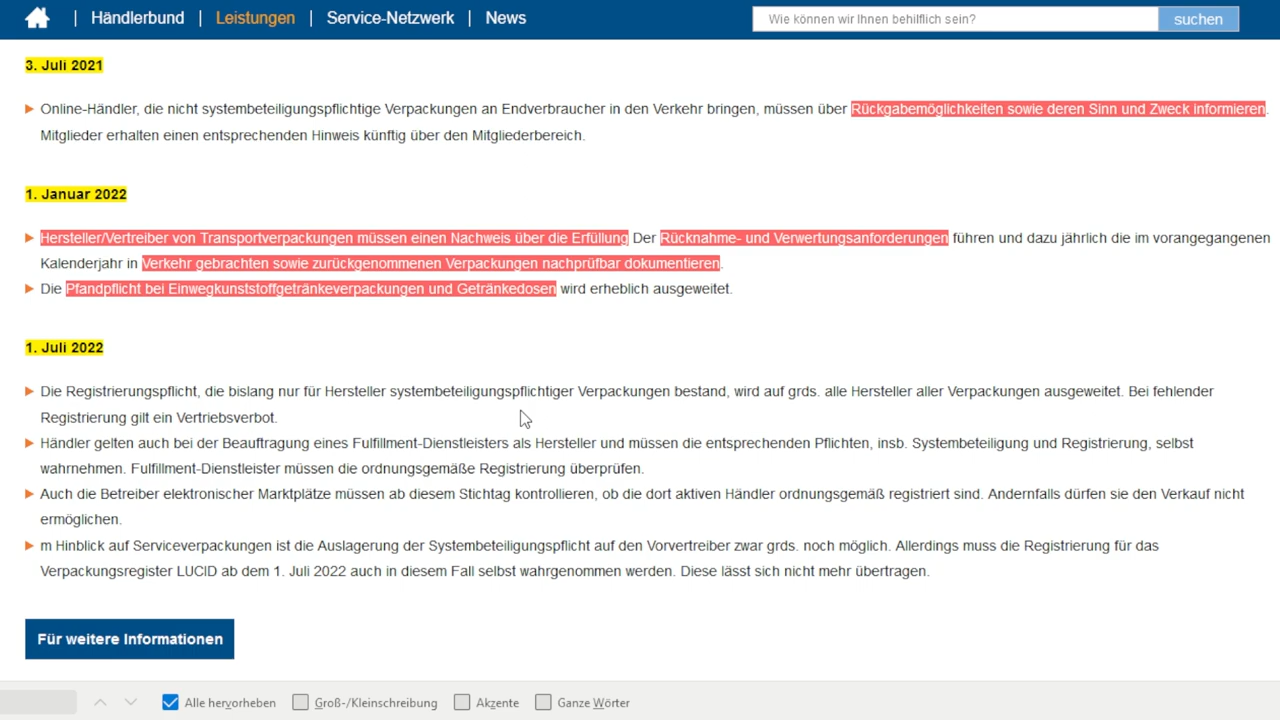 Händlerbund | Leistungen | Service-Netzwerk | News
Wie können wir Ihnen behilflich sein?
suchen
3. Juli 2021
Online-Händler, die nicht systembeteiligungspflichtige Verpackungen an Endverbraucher in den Verkehr bringen, müssen über Rückgabemöglichkeiten sowie deren Sinn und Zweck informieren.
Mitglieder erhalten einen entsprechenden Hinweis künftig über den Mitgliederbereich.
1. Januar 2022
Hersteller/Vertreiber von Transportverpackungen müssen einen Nachweis über die Erfüllung Der Rücknahme- und Verwertungsanforderungen führen und dazu jährlich die im vorangegangenen
Kalenderjahr in Verkehr gebrachten sowie zurückgenommenen Verpackungen nachprüfbar dokumentieren.
Die Pfandpflicht bei Einwegkunststoffgetränkeverpackungen und Getränkedosen wird erheblich ausgeweitet.
1. Juli 2022
Die Registrierungspflicht, die bislang nur für Hersteller systembeteiligungspflichtiger Verpackungen bestand, wird auf grds. alle Hersteller aller Verpackungen ausgeweitet. Bei fehlender
Registrierung gilt ein Vertriebsverbot.
Händler gelten auch bei der Beauftragung eines Fulfillment-Dienstleisters als Hersteller und müssen die entsprechenden Pflichten, insb. Systembeteiligung und Registrierung, selbst
wahrnehmen. Fulfillment-Dienstleister müssen die ordnungsgemäße Registrierung überprüfen.
Auch die Betreiber elektronischer Marktplätze müssen ab diesem Stichtag kontrollieren, ob die dort aktiven Händler ordnungsgemäß registriert sind. Andernfalls dürfen sie den Verkauf nicht
ermöglichen.
m Hinblick auf Serviceverpackungen ist die Auslagerung der Systembeteiligungspflicht auf den Vorvertreiber zwar grds. noch möglich. Allerdings muss die Registrierung für das
Verpackungsregister LUCID ab dem 1. Juli 2022 auch in diesem Fall selbst wahrgenommen werden. Diese lässt sich nicht mehr übertragen.
Für weitere Informationen
Alle hervorheben Groß-/Kleinschreibung Akzente Ganze Wörter